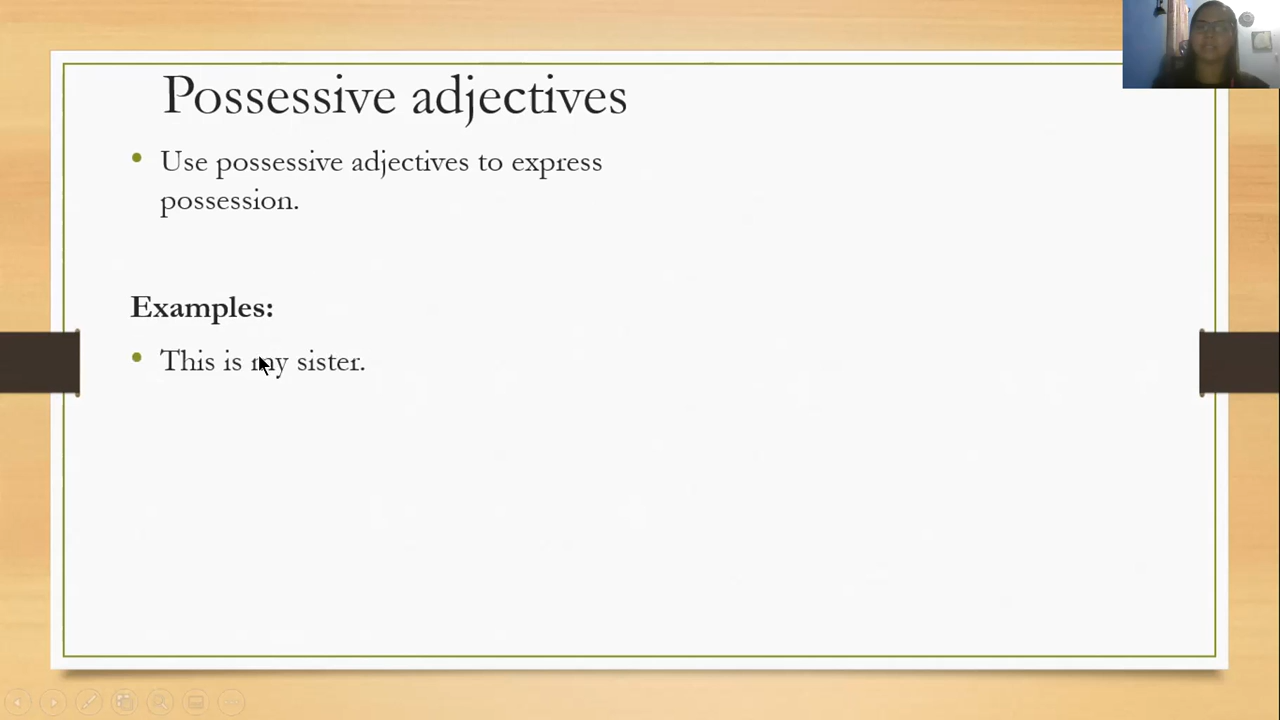 Possessive adjectives
Use possessive adjectives to express
possession.
Examples:
This is my sister.